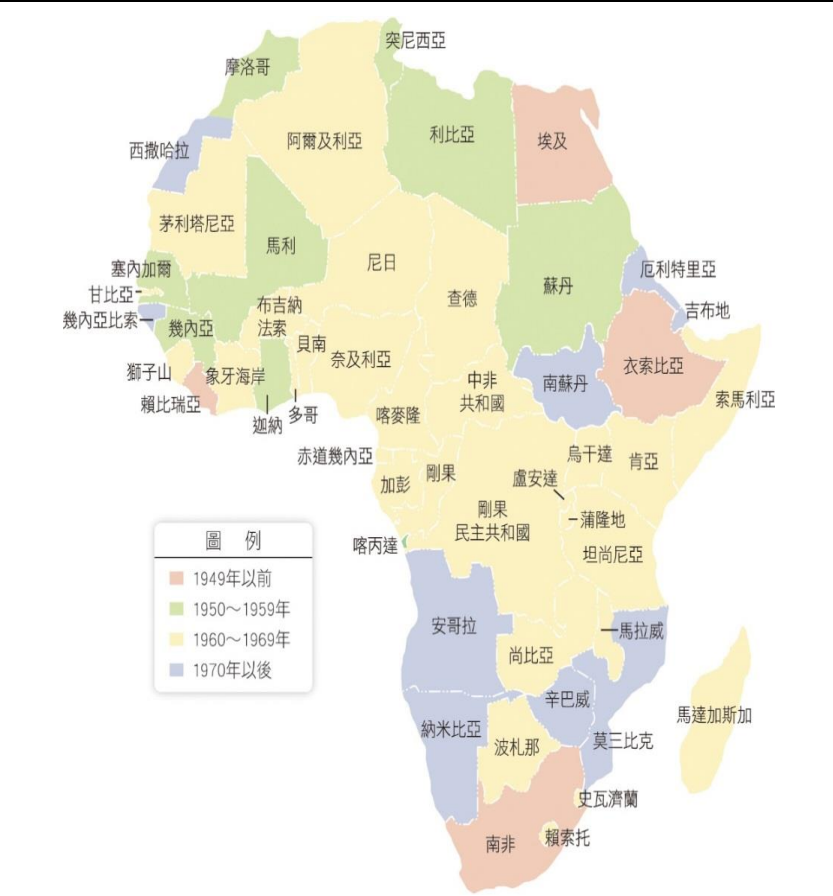 突尼西亞
摩洛哥
阿爾及利亞
利比亞
埃及
西撒哈拉
茅利塔尼亞
馬利
尼日
查德
蘇丹
厄利特里亞
塞內加爾
甘比亞
幾內亞比索
幾內亞
布吉納
法索
貝南
奈及利亞
吉布地
衣索比亞
南蘇丹
中非
共和國
索馬利亞
獅子山
象牙海岸
賴比瑞亞
迦納
多哥
喀麥隆
赤道幾內亞
加彭
剛果
剛果
民主共和國
烏干達
肯亞
盧安達
蒲隆地
坦尚尼亞
喀丙達
圖 例
1949年以前
1950～1959年
1960～1969年
1970年以後
安哥拉
尚比亞
馬拉威
納米比亞
波札那
辛巴威
莫三比克
馬達加斯加
史瓦濟蘭
賴索托
南非